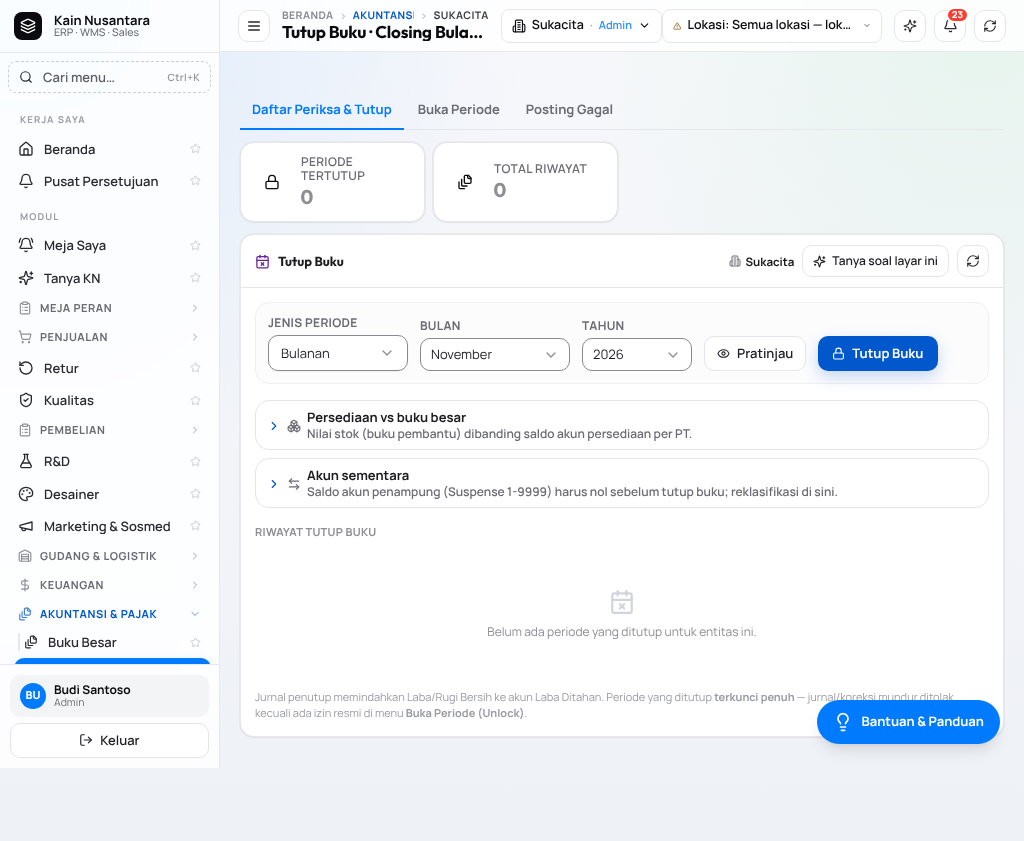 Kain Nusantara
ERP · WMS · Sales
Cari menu...
Ctrl+K
KERJA SAYA
Beranda
Pusat Persetujuan
MODUL
Meja Saya
Tanya KN
MEJA PERAN
PENJUALAN
Retur
Kualitas
PEMBELIAN
R&D
Desainer
Marketing & Sosmed
GUDANG & LOGISTIK
KEUANGAN
AKUNTANSI & PAJAK
Buku Besar
BU
Budi Santoso
Admin
Keluar
BERANDA > AKUNTANSI > SUKACITA
Tutup Buku · Closing Bula...
Sukacita · Admin
Lokasi: Semua lokasi — lok...
23
Daftar Periksa & Tutup
Buka Periode
Posting Gagal
PERIODE
TERTUTUP
0
TOTAL RIWAYAT
0
Tutup Buku
Sukacita
Tanya soal layar ini
JENIS PERIODE
Bulanan
BULAN
November
TAHUN
2026
Pratinjau
Tutup Buku
Persediaan vs buku besar
Nilai stok (buku pembantu) dibanding saldo akun persediaan per PT.
Akun sementara
Saldo akun penampung (Suspense 1-9999) harus nol sebelum tutup buku; reklasifikasi di sini.
RIWAYAT TUTUP BUKU
Belum ada periode yang ditutup untuk entitas ini.
Jurnal penutup memindahkan Laba/Rugi Bersih ke akun Laba Ditahan. Periode yang ditutup terkunci penuh — jurnal/koreksi mundur ditolak
kecuali ada izin resmi di menu Buka Periode (Unlock).
Bantuan & Panduan